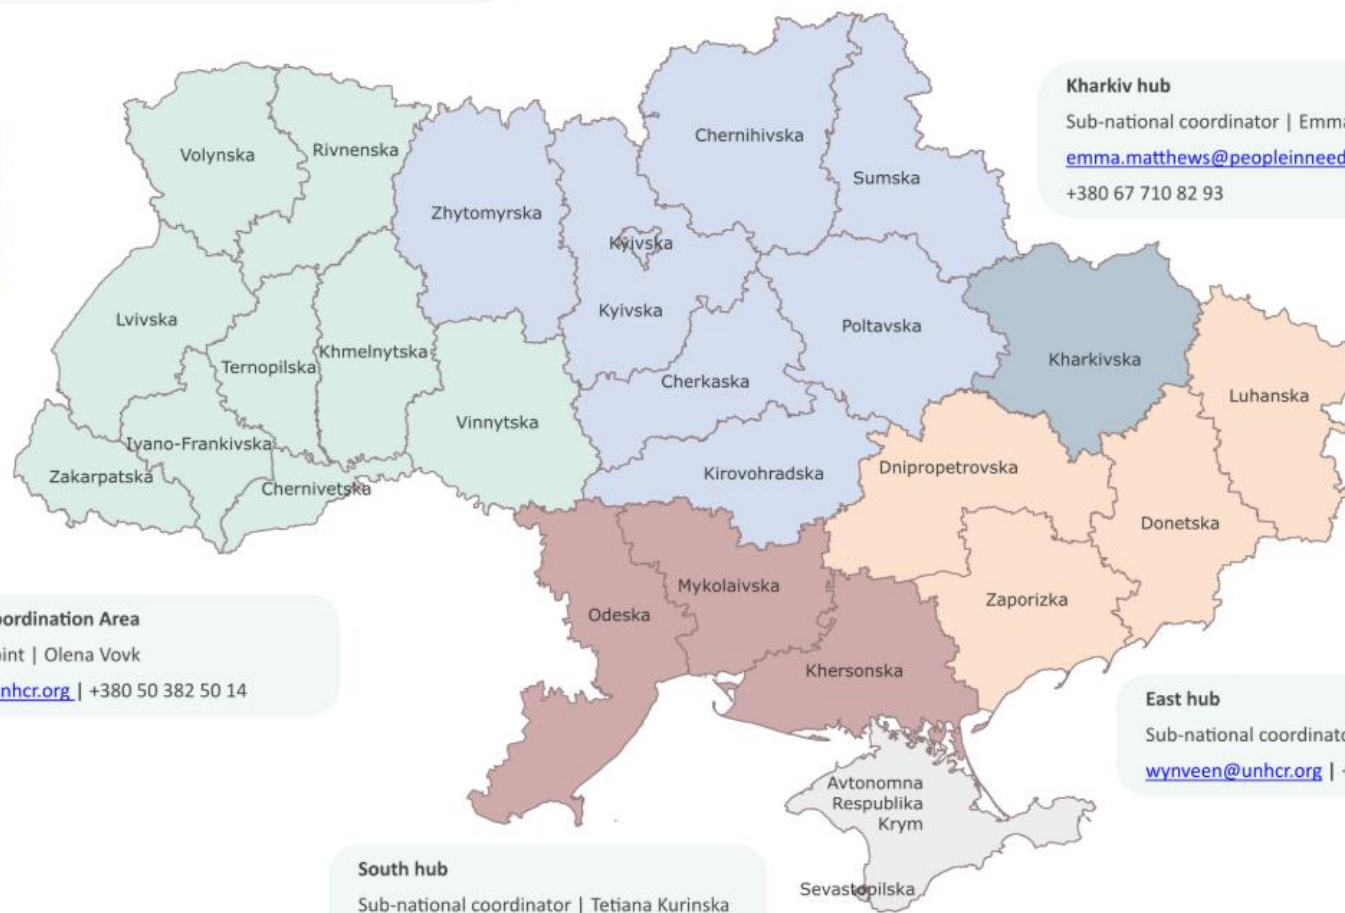 Kharkiv hub
Sub-national coordinator | Emma
emma.matthews@peopleinneed
+380 67 710 82 93
Chernihivska
Volynska
Rivnenska
Sumska
Zhytomyrska
Kyivska
Kyivska
Lvivska
Poltavska
Ternopilska
Khmelnytska
Kharkivska
Cherkaska
Luhanska
Vinnytska
Ivano-Frankivska
Zakarpatska
Chernivetska
Kirovohradska
Dnipropetrovska
Donetska
Mykolaivska
Odeska
Zaporizka
Khersonska
Avtonomna
Respublika
Krym
Sevastopilska
ordination Area
int | Olena Vovk
nhcr.org | +380 50 382 50 14
East hub
Sub-national coordinato
wynveen@unhcr.org | +
South hub
Sub-national coordinator | Tetiana Kurinska